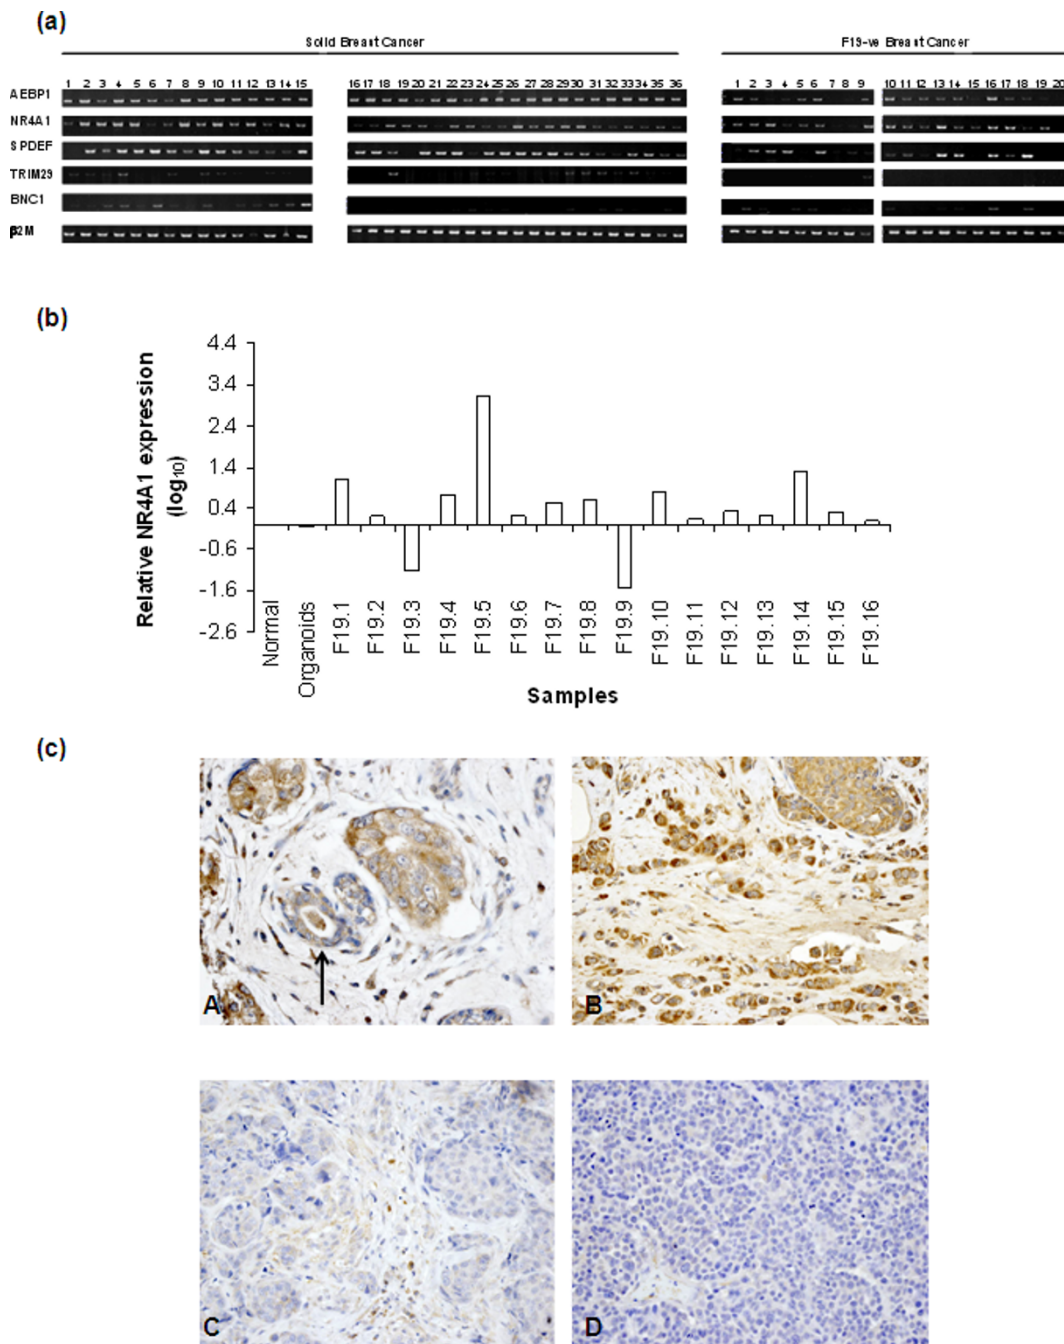 (a)
Solid Breast Cancer
F19-ve Breast Cancer
1 2 3 4 5 6 7 8 9 10 11 12 13 14 15
16 17 18 19 20 21 22 23 24 25 26 27 28 29 30 31 32 33 34 35 36
1 2 3 4 5 6 7 8 9
10 11 12 13 14 15 16 17 18 19 20
AEBP1
NR4A1
SPDEF
TRIM29
BNC1
β2M
(b)
Relative NR4A1 expression
(log10)
4.4
3.4
2.4
1.4
0.4
-0.6
-1.6
-2.6
Normal
Organoids
F19.1
F19.2
F19.3
F19.4
F19.5
F19.6
F19.7
F19.8
F19.9
F19.10
F19.11
F19.12
F19.13
F19.14
F19.15
F19.16
Samples
(c)
A
B
C
D